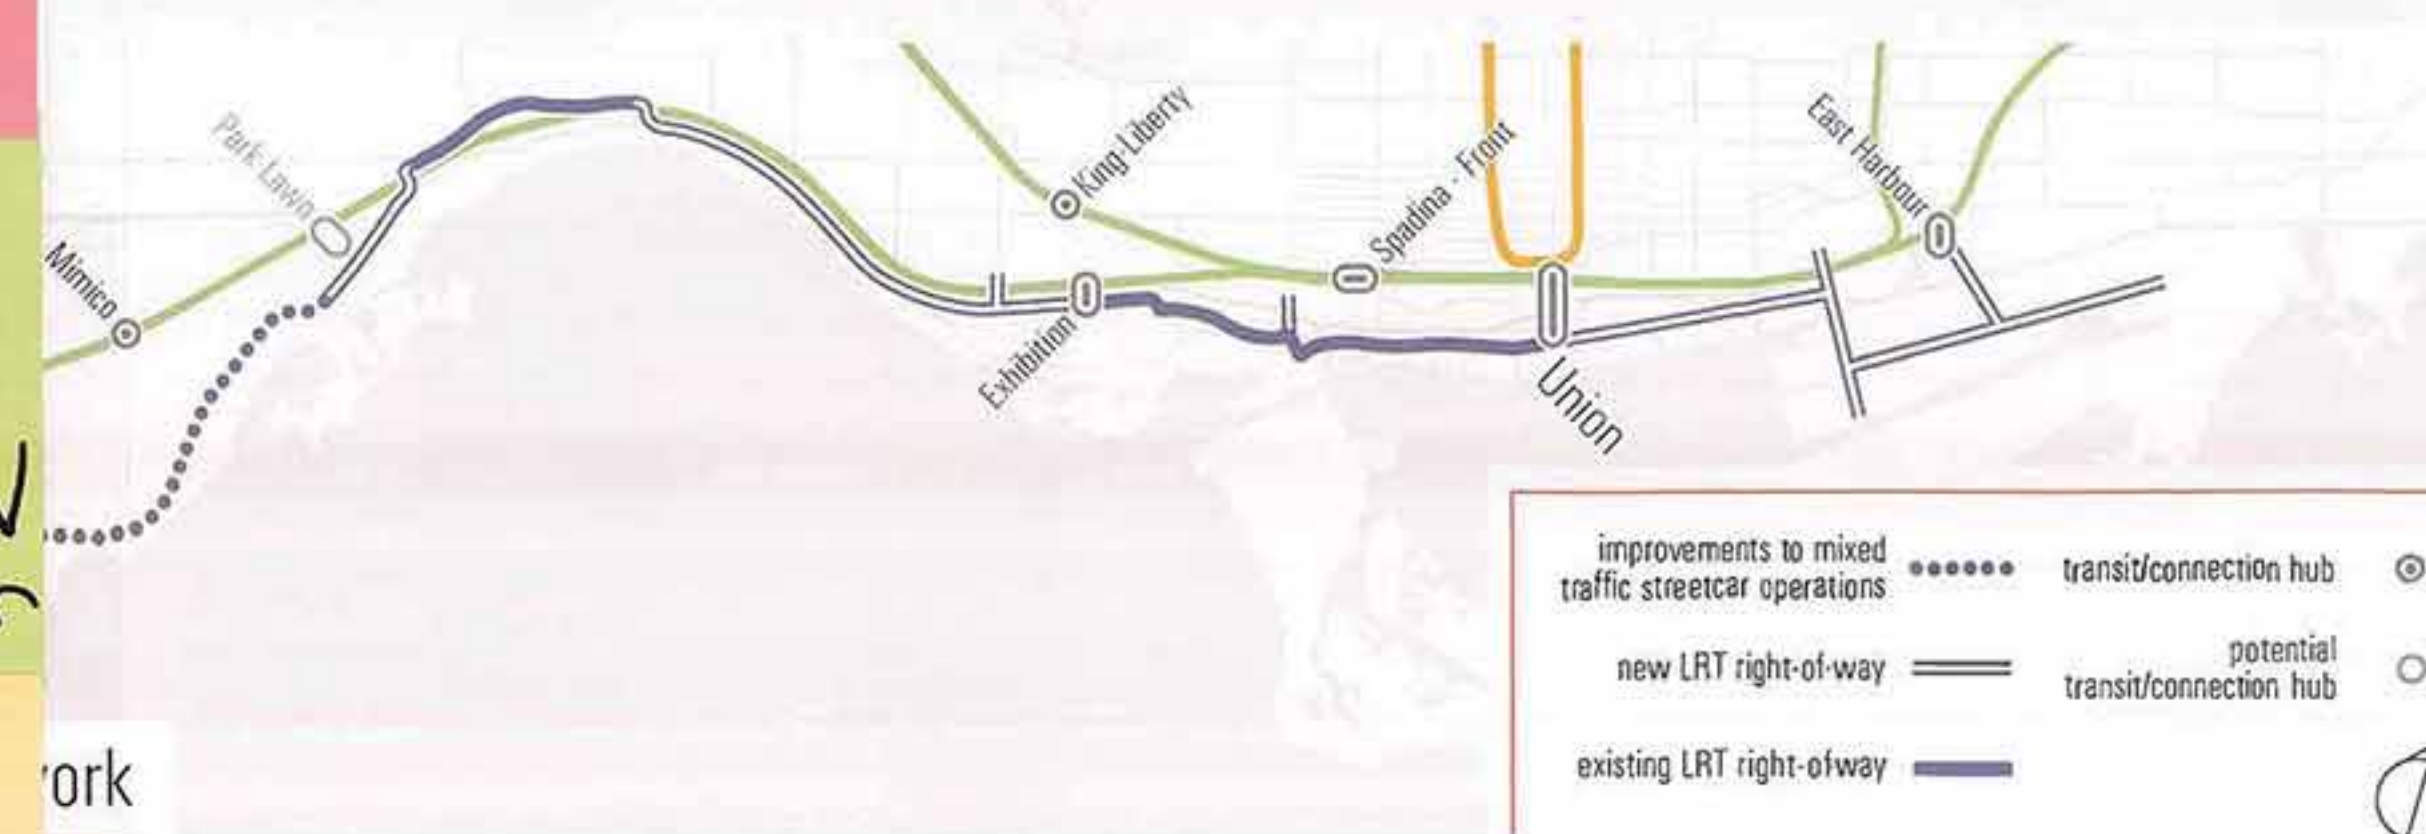 Mimico
Park Lawn
King-Liberty
Exhibition
Spadina - Front
Union
East Harbour
improvements to mixed
traffic streetcar operations
new LRT right-of-way
existing LRT right-ofway
transit/connection hub
potential
transit/connection hub
ork